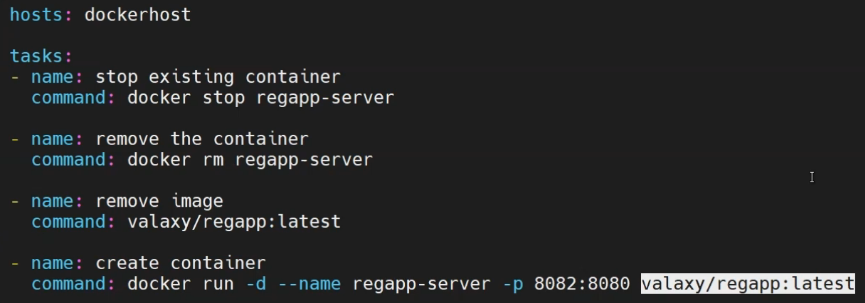 hosts: dockerhost
tasks:
- name: stop existing container
command: docker stop regapp-server
- name: remove the container
command: docker rm regapp-server
- name: remove image
command: valaxy/regapp:latest
- name: create container
command: docker run -d --name regapp-server -p 8082:8080 valaxy/regapp:latest